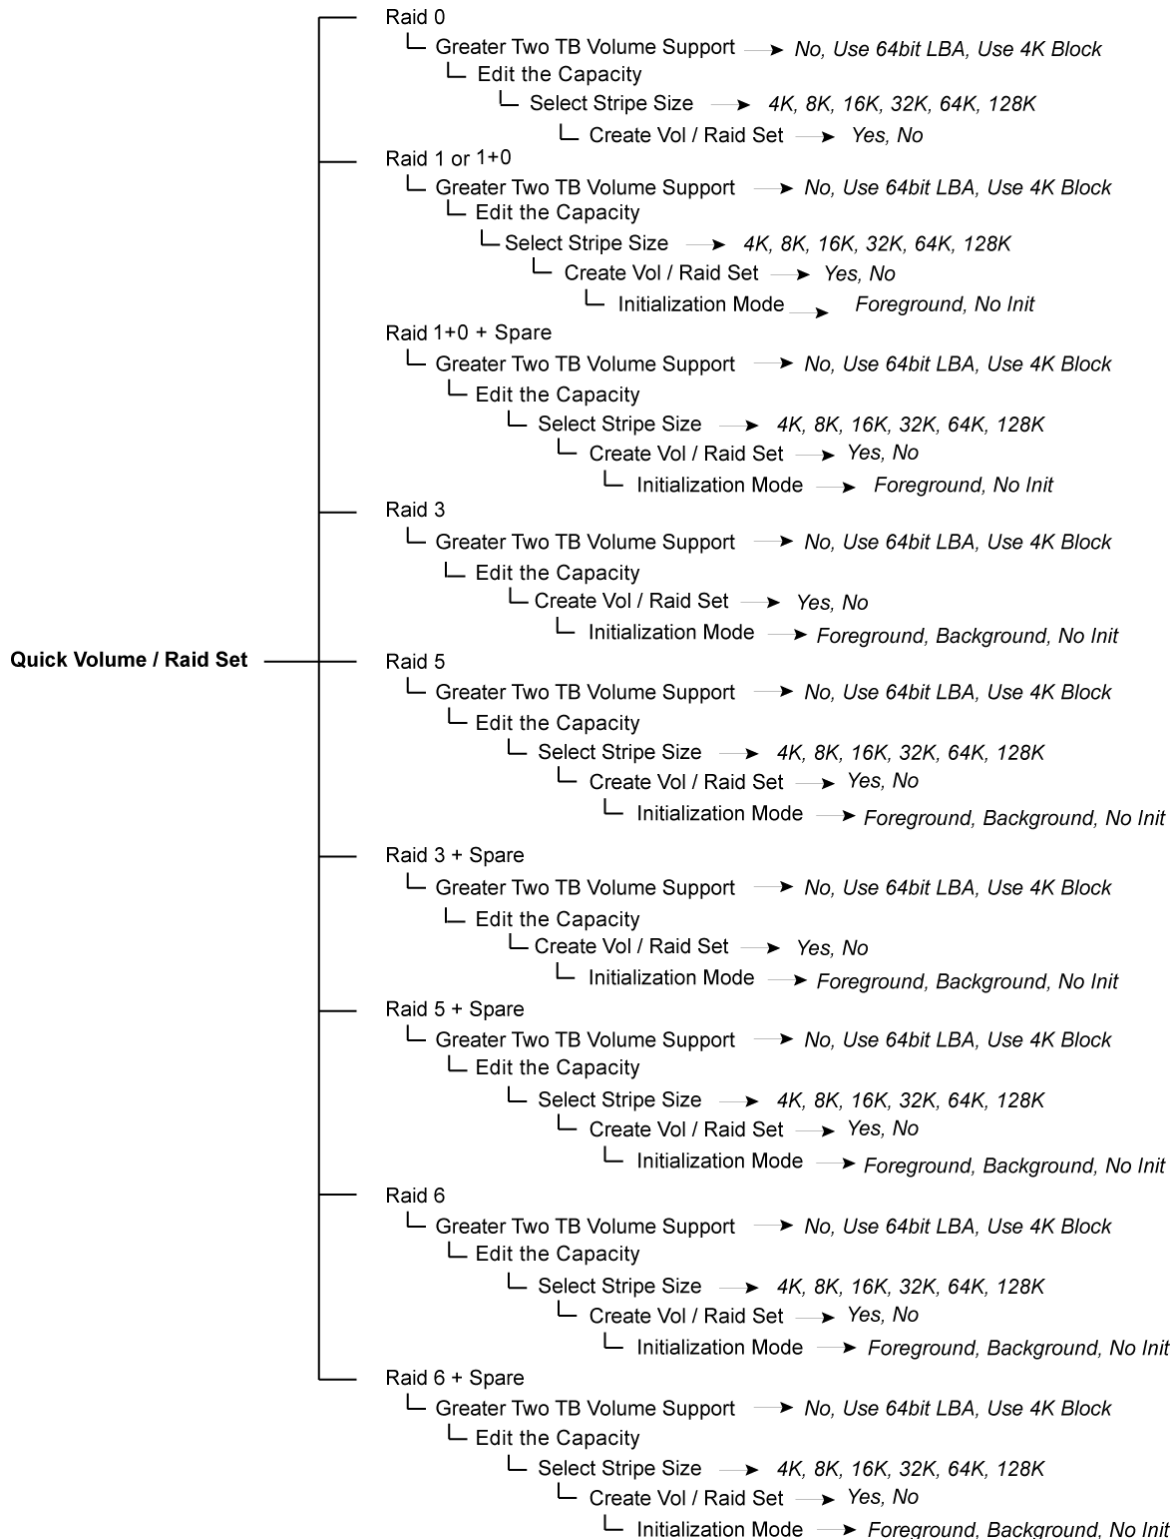 Raid 0
Greater Two TB Volume Support No, Use 64bit LBA, Use 4K Block
Edit the Capacity
Select Stripe Size 4K, 8K, 16K, 32K, 64K, 128K
Create Vol / Raid Set Yes, No
Raid 1 or 1+0
Greater Two TB Volume Support No, Use 64bit LBA, Use 4K Block
Edit the Capacity
Select Stripe Size 4K, 8K, 16K, 32K, 64K, 128K
Create Vol / Raid Set Yes, No
Initialization Mode Foreground, No Init
Raid 1+0 + Spare
Greater Two TB Volume Support No, Use 64bit LBA, Use 4K Block
Edit the Capacity
Select Stripe Size 4K, 8K, 16K, 32K, 64K, 128K
Create Vol / Raid Set Yes, No
Initialization Mode Foreground, No Init
Raid 3
Greater Two TB Volume Support No, Use 64bit LBA, Use 4K Block
Edit the Capacity
Create Vol / Raid Set Yes, No
Initialization Mode Foreground, Background, No Init
Quick Volume / Raid Set
Raid 5
Greater Two TB Volume Support No, Use 64bit LBA, Use 4K Block
Edit the Capacity
Select Stripe Size 4K, 8K, 16K, 32K, 64K, 128K
Create Vol / Raid Set Yes, No
Initialization Mode Foreground, Background, No Init
Raid 3 + Spare
Greater Two TB Volume Support No, Use 64bit LBA, Use 4K Block
Edit the Capacity
Create Vol / Raid Set Yes, No
Initialization Mode Foreground, Background, No Init
Raid 5 + Spare
Greater Two TB Volume Support No, Use 64bit LBA, Use 4K Block
Edit the Capacity
Select Stripe Size 4K, 8K, 16K, 32K, 64K, 128K
Create Vol / Raid Set Yes, No
Initialization Mode Foreground, Background, No Init
Raid 6
Greater Two TB Volume Support No, Use 64bit LBA, Use 4K Block
Edit the Capacity
Select Stripe Size 4K, 8K, 16K, 32K, 64K, 128K
Create Vol / Raid Set Yes, No
Initialization Mode Foreground, Background, No Init
Raid 6 + Spare
Greater Two TB Volume Support No, Use 64bit LBA, Use 4K Block
Edit the Capacity
Select Stripe Size 4K, 8K, 16K, 32K, 64K, 128K
Create Vol / Raid Set Yes, No
Initialization Mode Foreground, Background, No Init